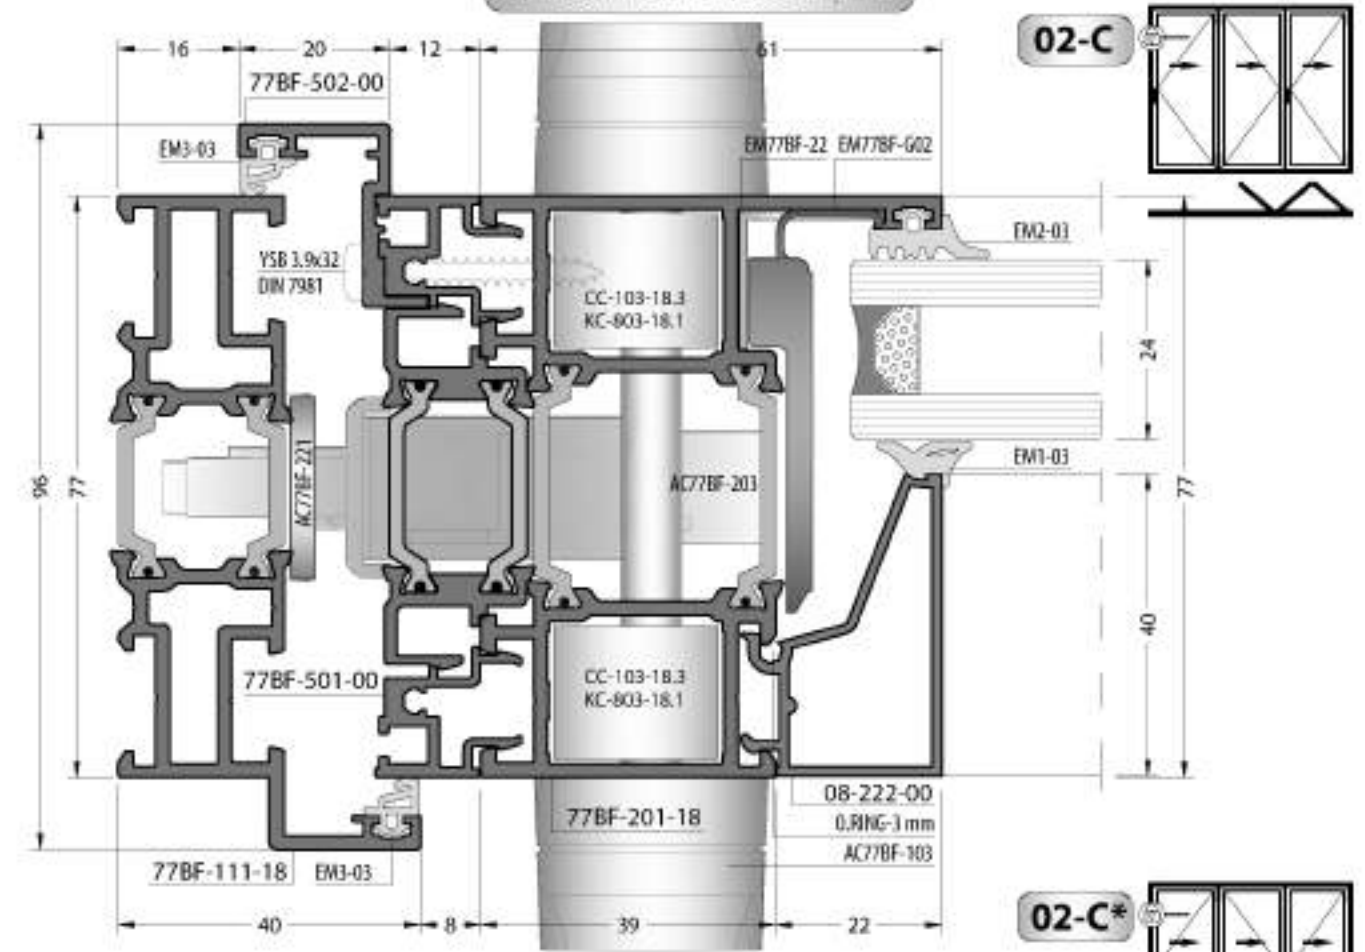 02-C
16
20
12
61
77BF-502-00
EM3-03
EM77BF-22
EM77BF-G02
EM2-03
YSB 3.9x32
DIN 7981
CC-103-18.3
KC-803-18.1
24
AC77BF-221
AC77BF-203
EM1-03
96
77
77
40
77BF-501-00
CC-103-18.3
KC-803-18.1
08-222-00
77BF-201-18
O.RING-3 mm
AC77BF-103
77BF-111-18
EM3-03
40
8
39
22
02-C*